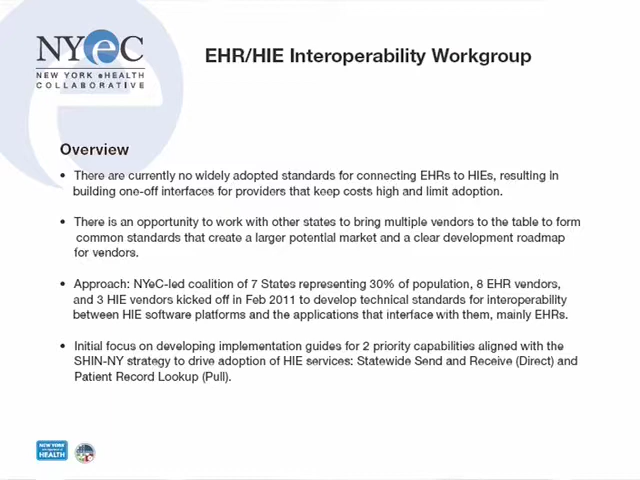 NYeC
NEW YORK eHEALTH
COLLABORATIVE
EHR/HIE Interoperability Workgroup
Overview
• There are currently no widely adopted standards for connecting EHRs to HIEs, resulting in
building one-off interfaces for providers that keep costs high and limit adoption.
• There is an opportunity to work with other states to bring multiple vendors to the table to form
common standards that create a larger potential market and a clear development roadmap
for vendors.
• Approach: NYeC-led coalition of 7 States representing 30% of population, 8 EHR vendors,
and 3 HIE vendors kicked off in Feb 2011 to develop technical standards for interoperability
between HIE software platforms and the applications that interface with them, mainly EHRs.
• Initial focus on developing implementation guides for 2 priority capabilities aligned with the
SHIN-NY strategy to drive adoption of HIE services: Statewide Send and Receive (Direct) and
Patient Record Lookup (Pull).
NEW YORK
HEALTH